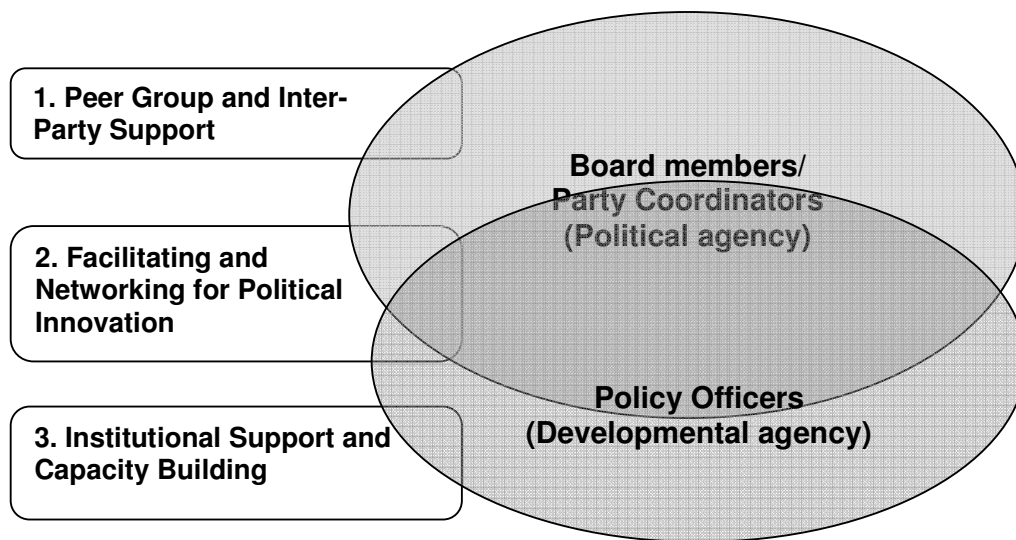 1. Peer Group and Inter-
Party Support
2. Facilitating and
Networking for Political
Innovation
3. Institutional Support and
Capacity Building
Board members/
Party Coordinators
(Political agency)
Policy Officers
(Developmental agency)